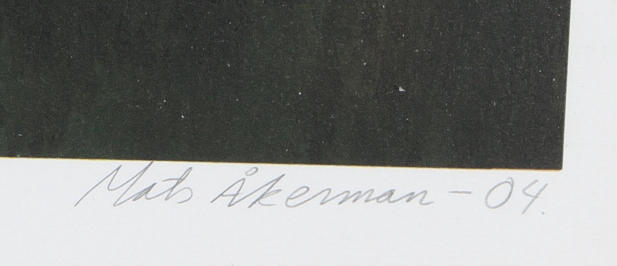 Mats Åkerman - 04.